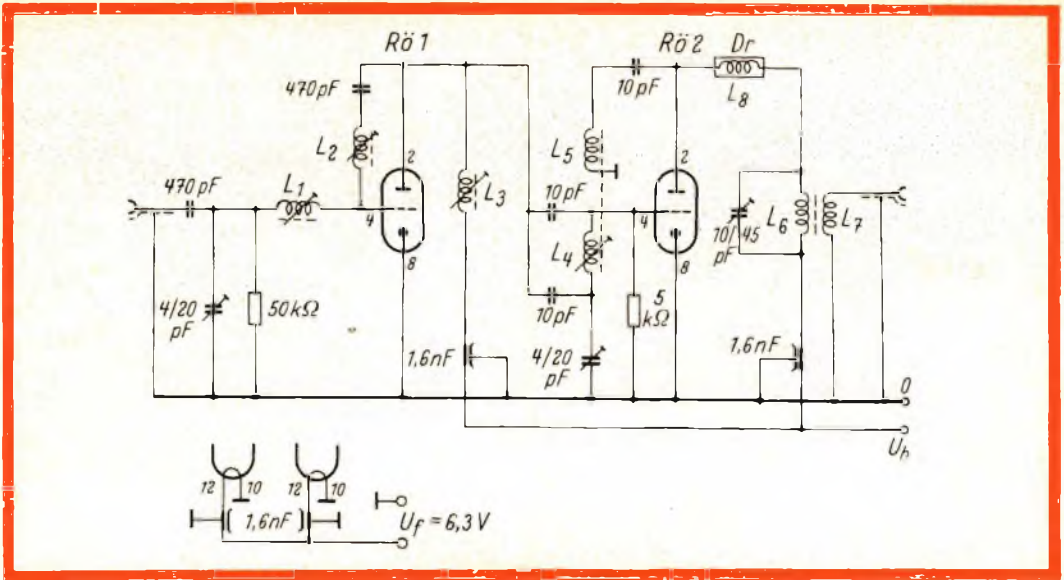 Rö 1
Rö 2
Dr
470 pF
10 pF
L8
L2
2
L5
2
470 pF
L1
L3
10 pF
4
4
8
L4
8
10/45
pF
L6
L7
4/20
pF
50 kΩ
10 pF
5
kΩ
1,6 nF
4/20
pF
1,6 nF
0
Ub
12
10
12
10
1,6 nF
Uf = 6,3 V